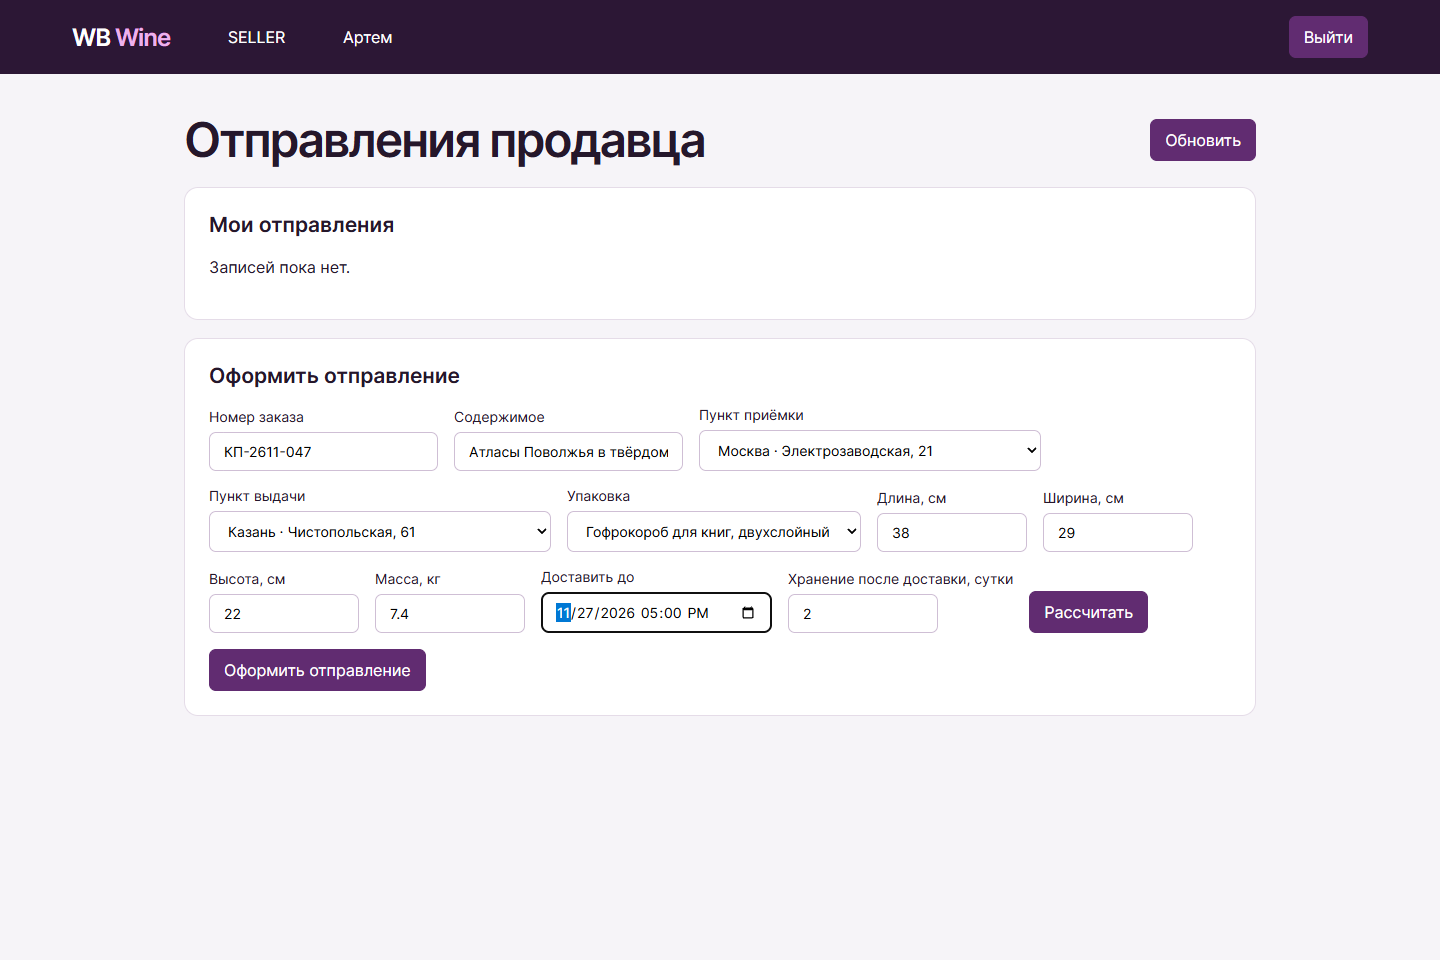 WB Wine SELLER Артем Выйти
Отправления продавца Обновить
Мои отправления
Записей пока нет.
Оформить отправление
Номер заказа Содержимое Пункт приёмки
КП-2611-047 Атласы Поволжья в твёрдом Москва · Электрозаводская, 21
Пункт выдачи Упаковка Длина, см Ширина, см
Казань · Чистопольская, 61 Гофрокороб для книг, двухслойный 38 29
Высота, см Масса, кг Доставить до Хранение после доставки, сутки
22 7.4 11/27/2026 05:00 PM 2 Рассчитать
Оформить отправление